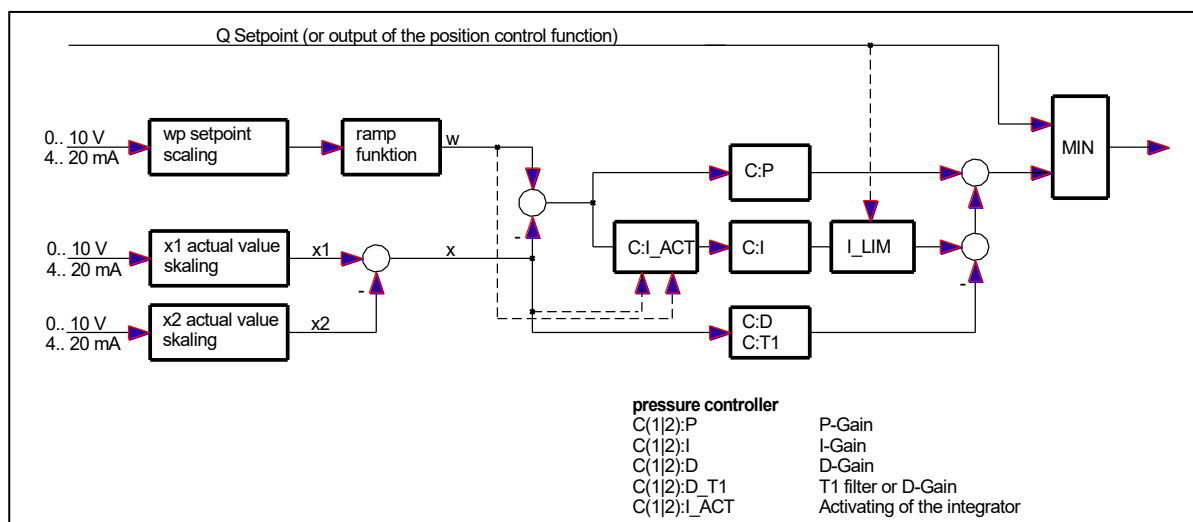 Q Setpoint (or output of the position control function)
0.. 10 V
4.. 20 mA
wp setpoint
scaling
ramp
funktion
w
MIN
C:P
0.. 10 V
4.. 20 mA
x1 actual value
skaling
x1
-
x
-
C:I_ACT
C:I
I_LIM
-
0.. 10 V
4.. 20 mA
x2 actual value
skaling
x2
C:D
C:T1
pressure controller
C(1|2):P P-Gain
C(1|2):I I-Gain
C(1|2):D D-Gain
C(1|2):D_T1 T1 filter or D-Gain
C(1|2):I_ACT Activating of the integrator